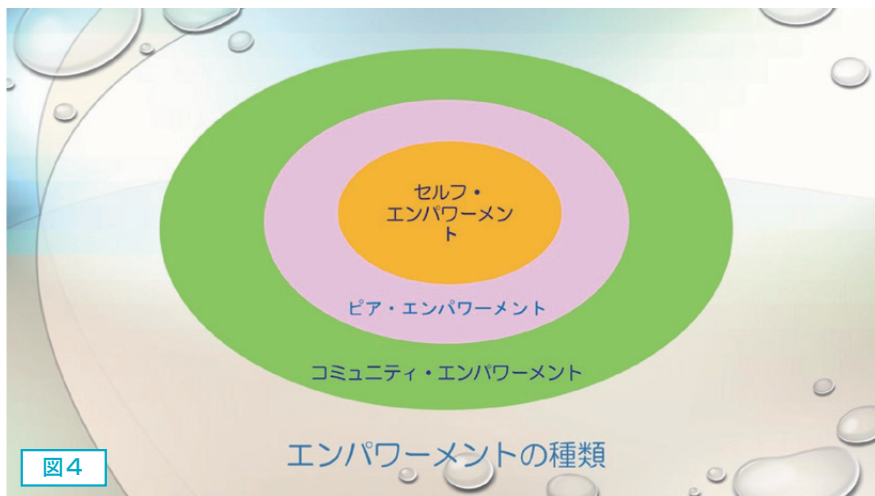 セルフ・
エンパワーメン
ト
ピア・エンパワーメント
コミュニティ・エンパワーメント
エンパワーメントの種類
図4